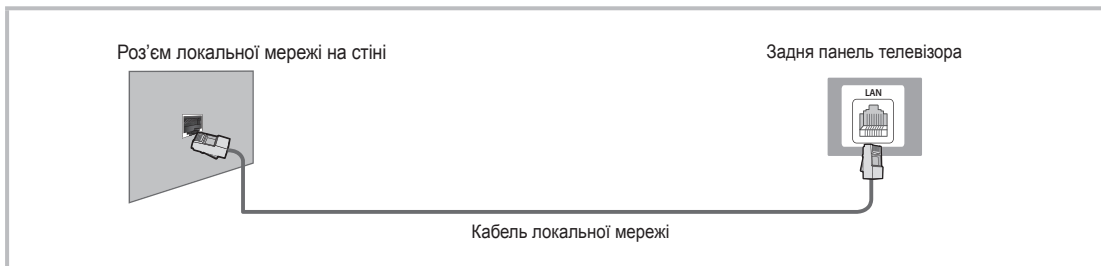 Роз’єм локальної мережі на стіні
Задня панель телевізора
LAN
Кабель локальної мережі